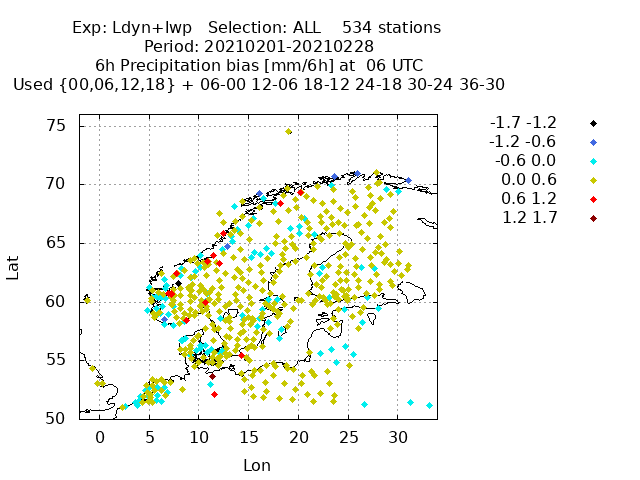 Exp: Ldyn+lwp   Selection: ALL    534 stations
Period: 20210201-20210228
6h Precipitation bias [mm/6h] at  06 UTC
Used {00,06,12,18} + 06-00 12-06 18-12 24-18 30-24 36-30
75
70
65
60
55
50
0 5 10 15 20 25 30
Lat
Lon
-1.7 -1.2
-1.2 -0.6
-0.6 0.0
0.0 0.6
0.6 1.2
1.2 1.7